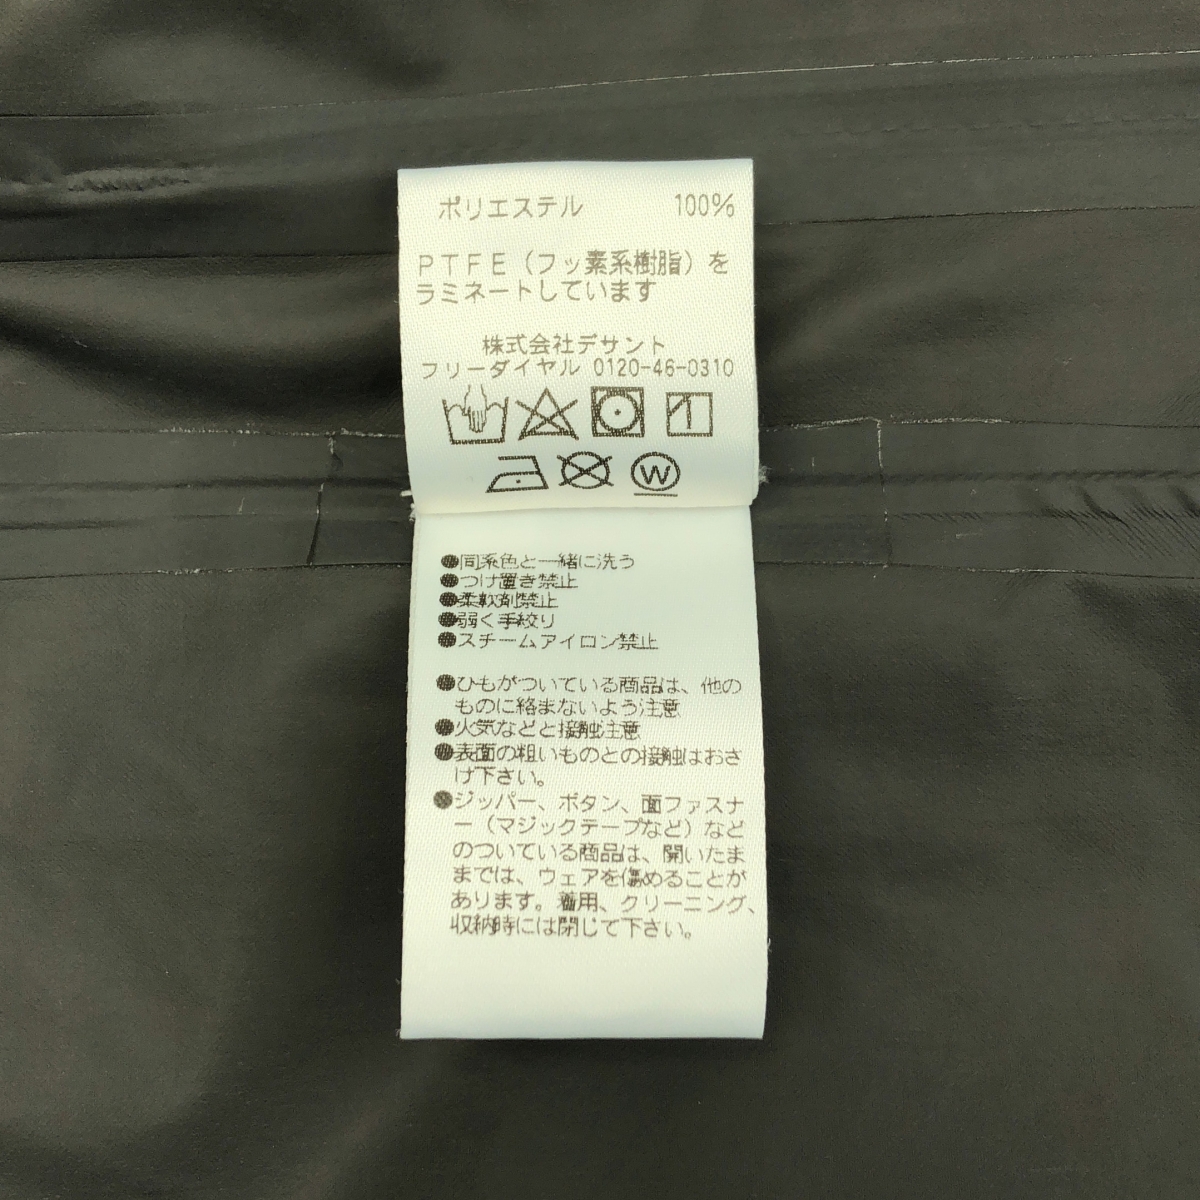 ポリエステル 100%
PTFE(フッ素系樹脂)を
ラミネートしています
株式会社デサント
フリーダイヤル 0120-46-0310
W
●同系色と一緒に洗う
●つけ置き禁止
●柔軟剤禁止
●弱く手絞り
●スチームアイロン禁止
●ひもがついている商品は、他の
ものに絡まないよう注意
●火気などと接触注意
●表面の粗いものとの接触はおさ
け下さい。
●ジッパー、ボタン、面ファスナ
ー(マジックテープなど)など
のついている商品は、開いたま
までは、ウェアを傷めることが
あります。着用、クリーニング、
収納時には閉じて下さい。